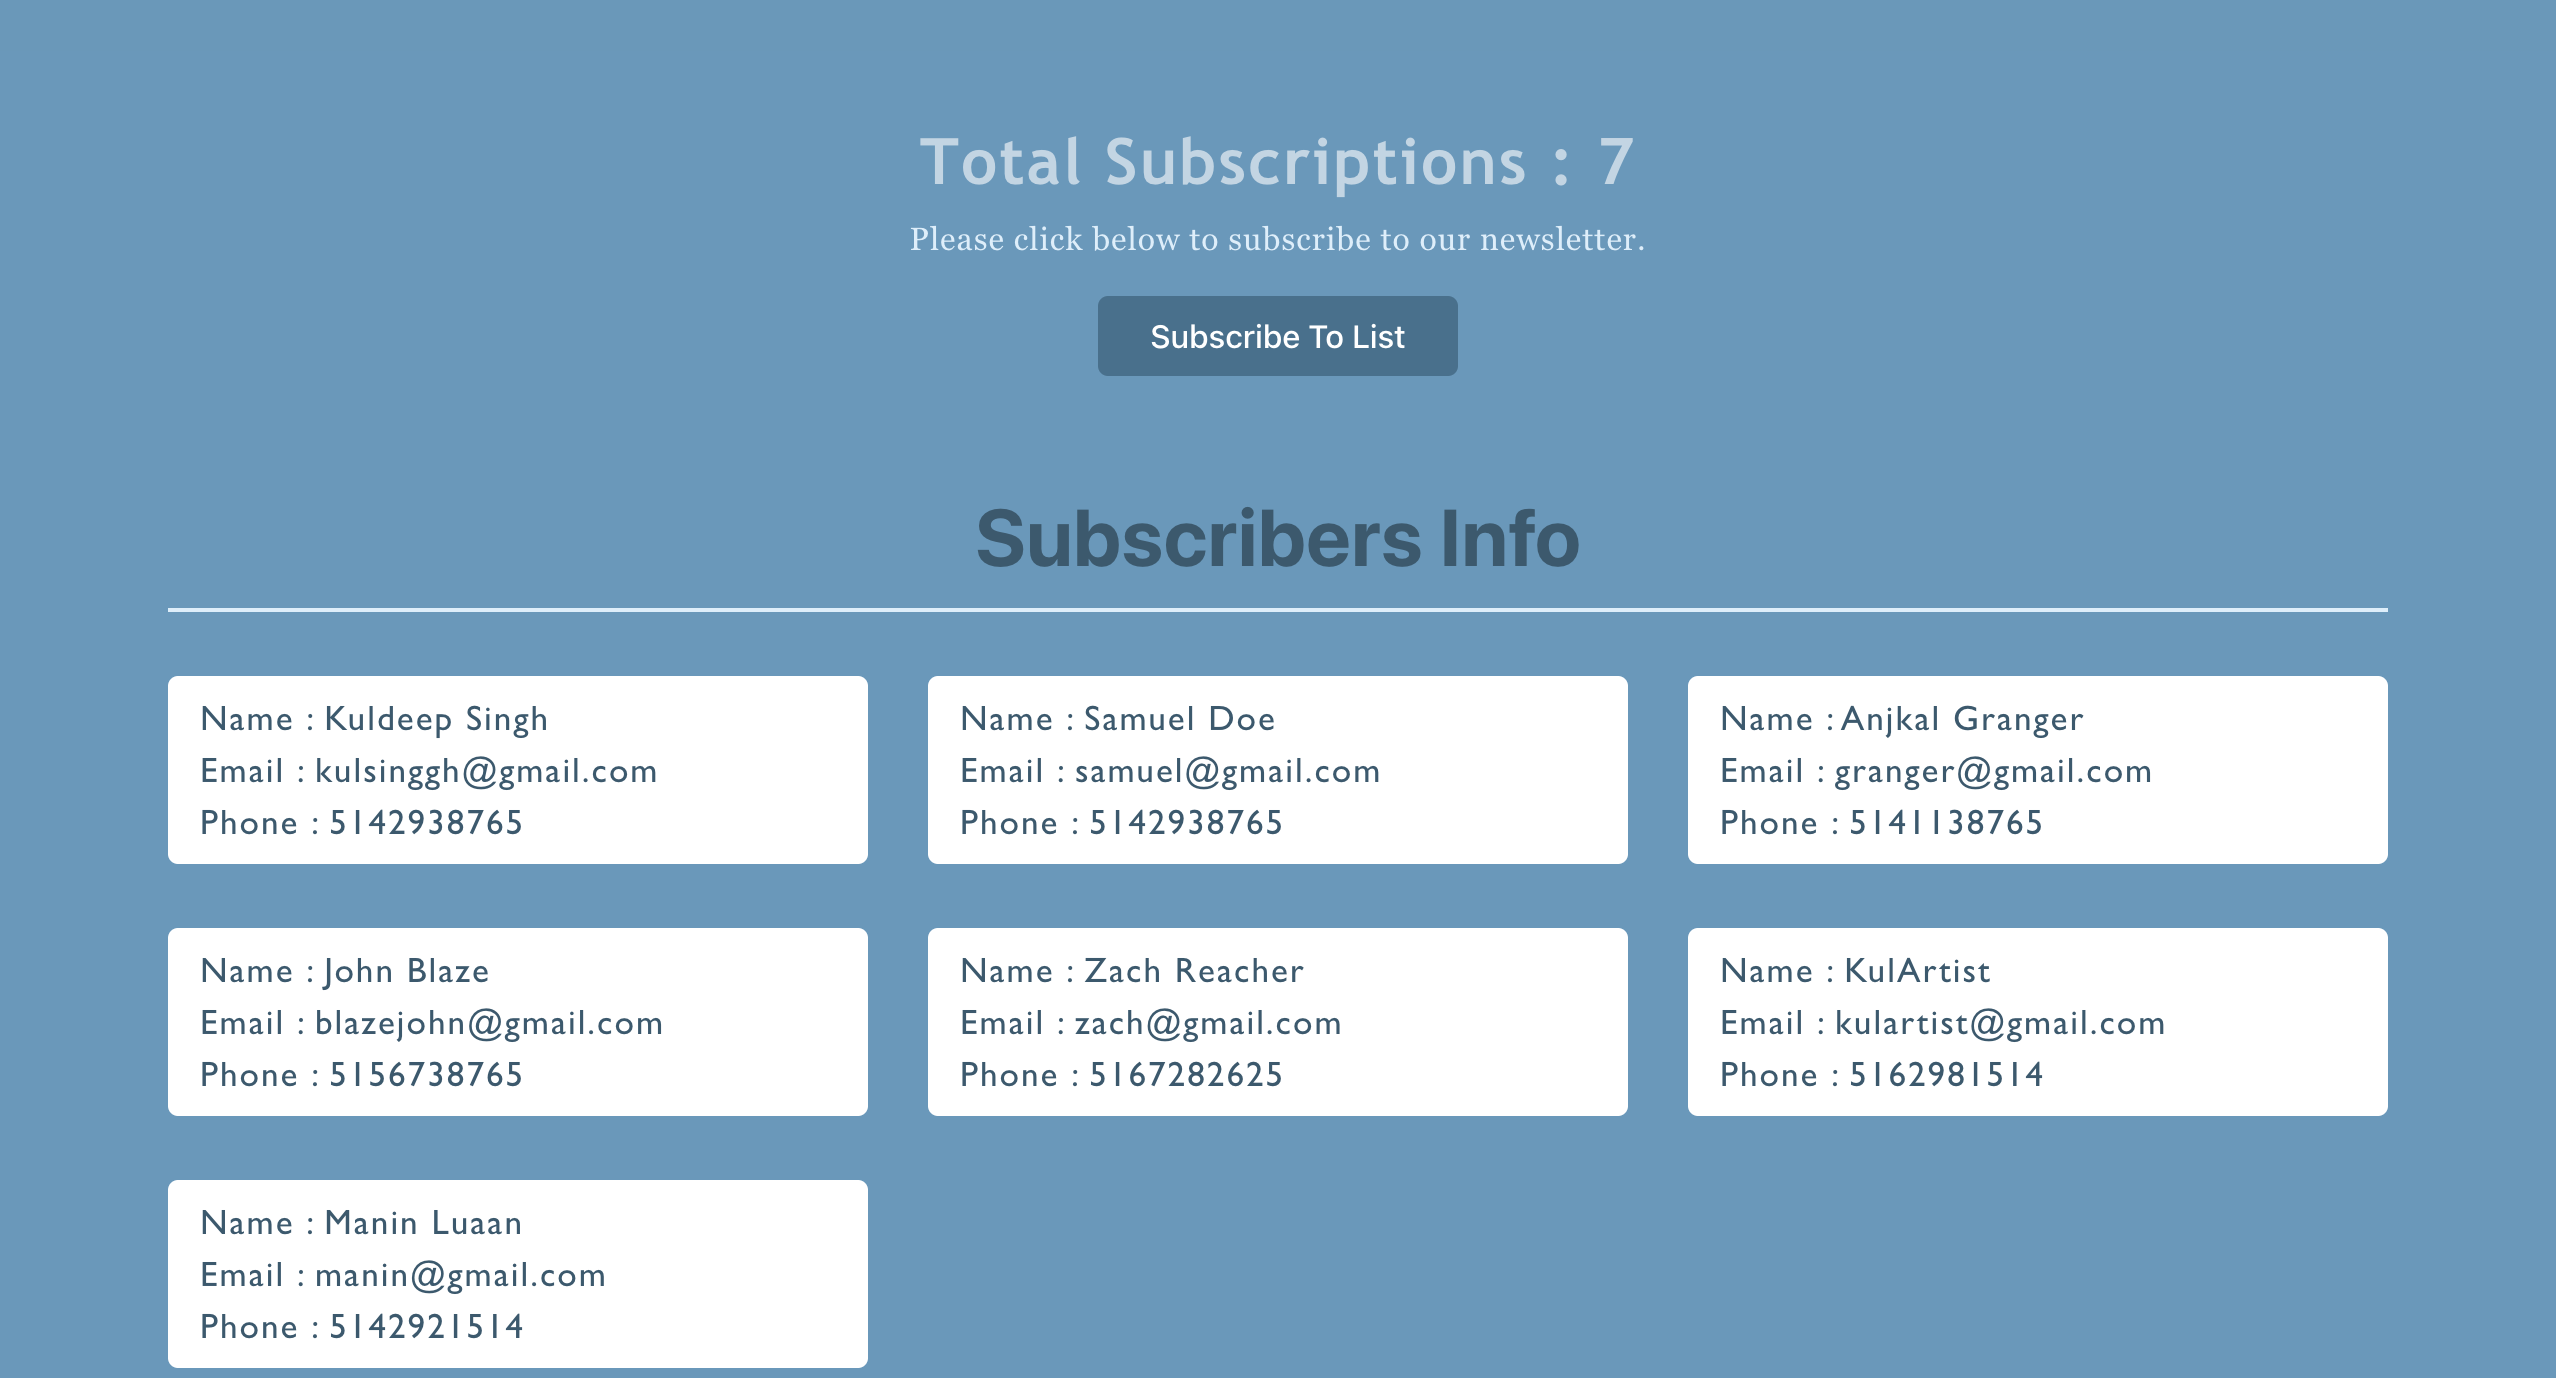 Total Subscriptions : 7
Please click below to subscribe to our newsletter.
Subscribe To List
Subscribers Info
Name : Kuldeep Singh
Email : kulsinggh@gmail.com
Phone : 5142938765
Name : Samuel Doe
Email : samuel@gmail.com
Phone : 5142938765
Name : Anjkal Granger
Email : granger@gmail.com
Phone : 5141138765
Name : John Blaze
Email : blazejohn@gmail.com
Phone : 5156738765
Name : Zach Reacher
Email : zach@gmail.com
Phone : 5167282625
Name : KulArtist
Email : kulartist@gmail.com
Phone : 5162981514
Name : Manin Luaan
Email : manin@gmail.com
Phone : 5142921514